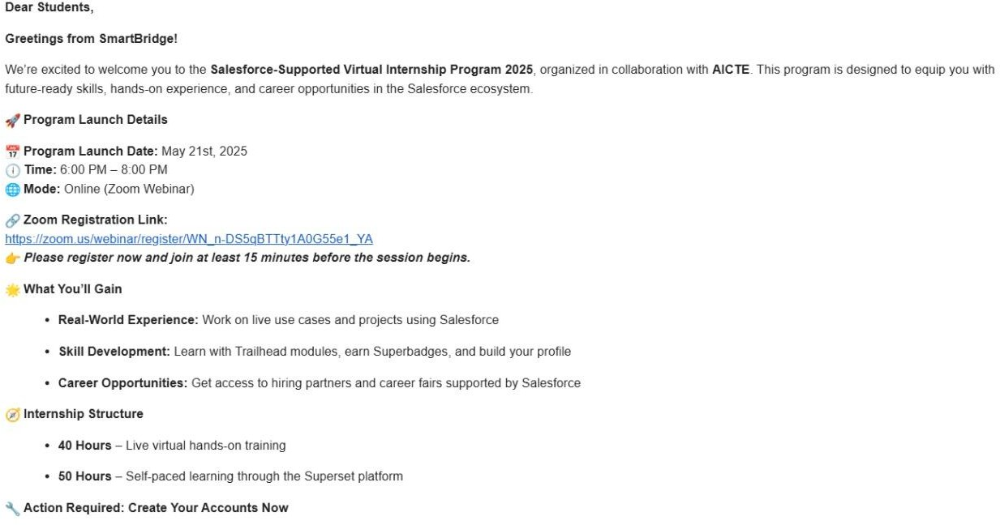 Dear Students,
Greetings from SmartBridge!
We're excited to welcome you to the Salesforce-Supported Virtual Internship Program 2025, organized in collaboration with AICTE. This program is designed to equip you with
future-ready skills, hands-on experience, and career opportunities in the Salesforce ecosystem.
🚀 Program Launch Details
📅 Program Launch Date: May 21st, 2025
🕕 Time: 6:00 PM – 8:00 PM
🌐 Mode: Online (Zoom Webinar)
🔗 Zoom Registration Link:
https://zoom.us/webinar/register/WN_n-DS5qBTTty1A0G55e1_YA
👉 Please register now and join at least 15 minutes before the session begins.
🌟 What You'll Gain
• Real-World Experience: Work on live use cases and projects using Salesforce
• Skill Development: Learn with Trailhead modules, earn Superbadges, and build your profile
• Career Opportunities: Get access to hiring partners and career fairs supported by Salesforce
🧭 Internship Structure
• 40 Hours – Live virtual hands-on training
• 50 Hours – Self-paced learning through the Superset platform
🔧 Action Required: Create Your Accounts Now